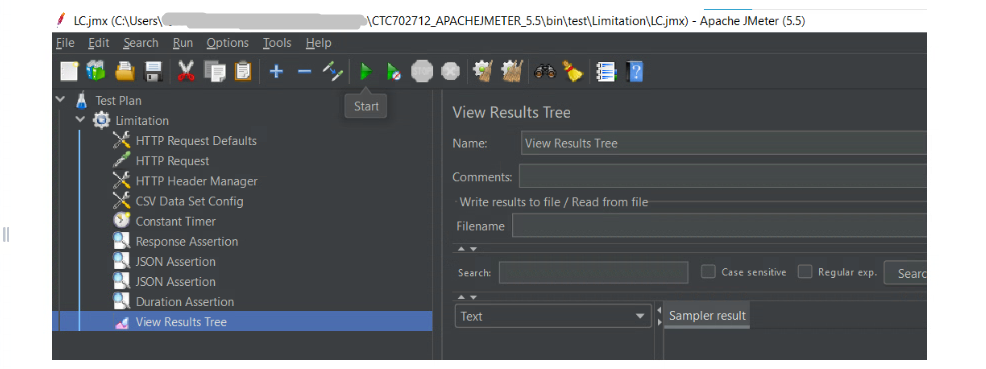 LC.jmx (C:\Users\ \CTC702712_APACHEJMETER_5.5\bin\test\Limitation\LC.jmx) - Apache JMeter (5.5)
File Edit Search Run Options Tools Help
Start
Test Plan
Limitation
HTTP Request Defaults
HTTP Request
HTTP Header Manager
CSV Data Set Config
Constant Timer
Response Assertion
JSON Assertion
JSON Assertion
Duration Assertion
View Results Tree
View Results Tree
Name: View Results Tree
Comments:
Write results to file / Read from file
Filename
Search: Case sensitive Regular exp. Searc
Text Sampler result